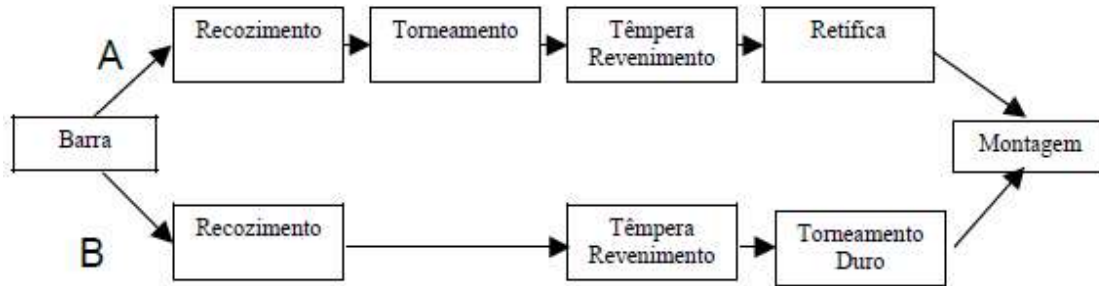 A
Recozimento
Torneamento
Têmpera
Revenimento
Retífica
Barra
Montagem
B
Recozimento
Têmpera
Revenimento
Torneamento
Duro